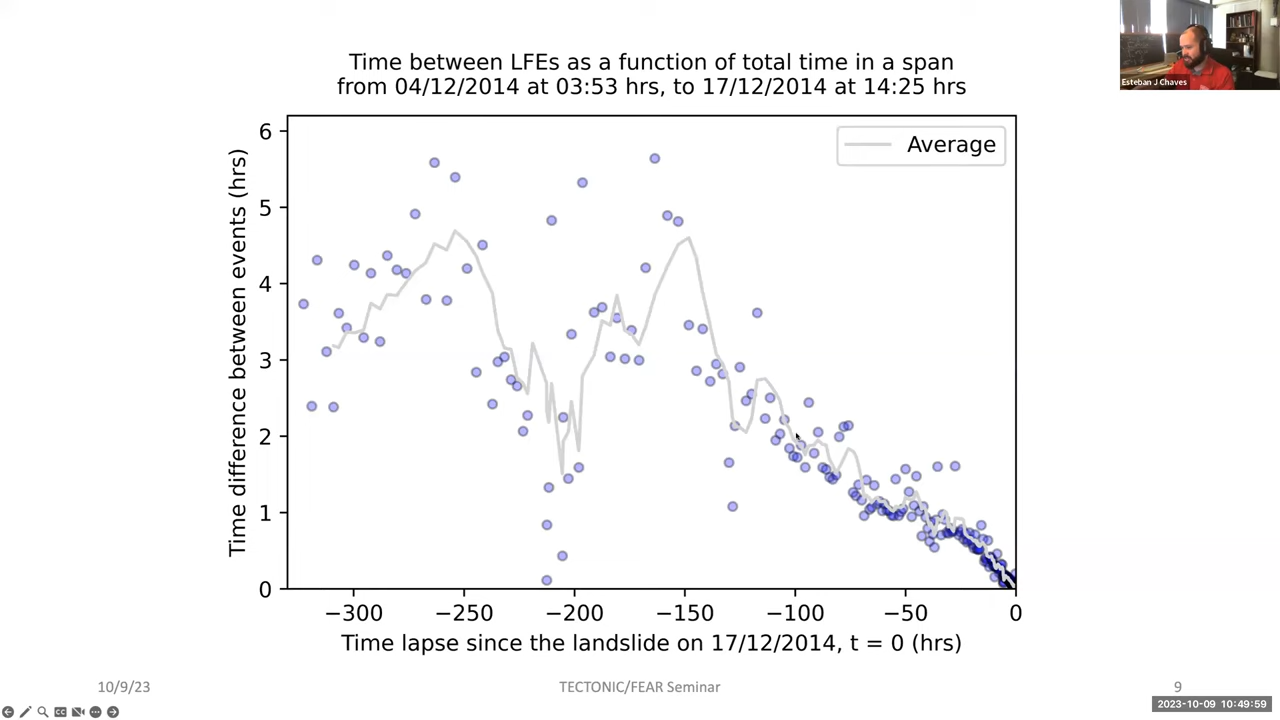 Time between LFEs as a function of total time in a span
from 04/12/2014 at 03:53 hrs, to 17/12/2014 at 14:25 hrs
Esteban J Chaves
Average
Time difference between events (hrs)
6
5
4
3
2
1
0
−300 −250 −200 −150 −100 −50 0
Time lapse since the landslide on 17/12/2014, t = 0 (hrs)
10/9/23 TECTONIC/FEAR Seminar 9
2023-10-09 10:49:59
CC